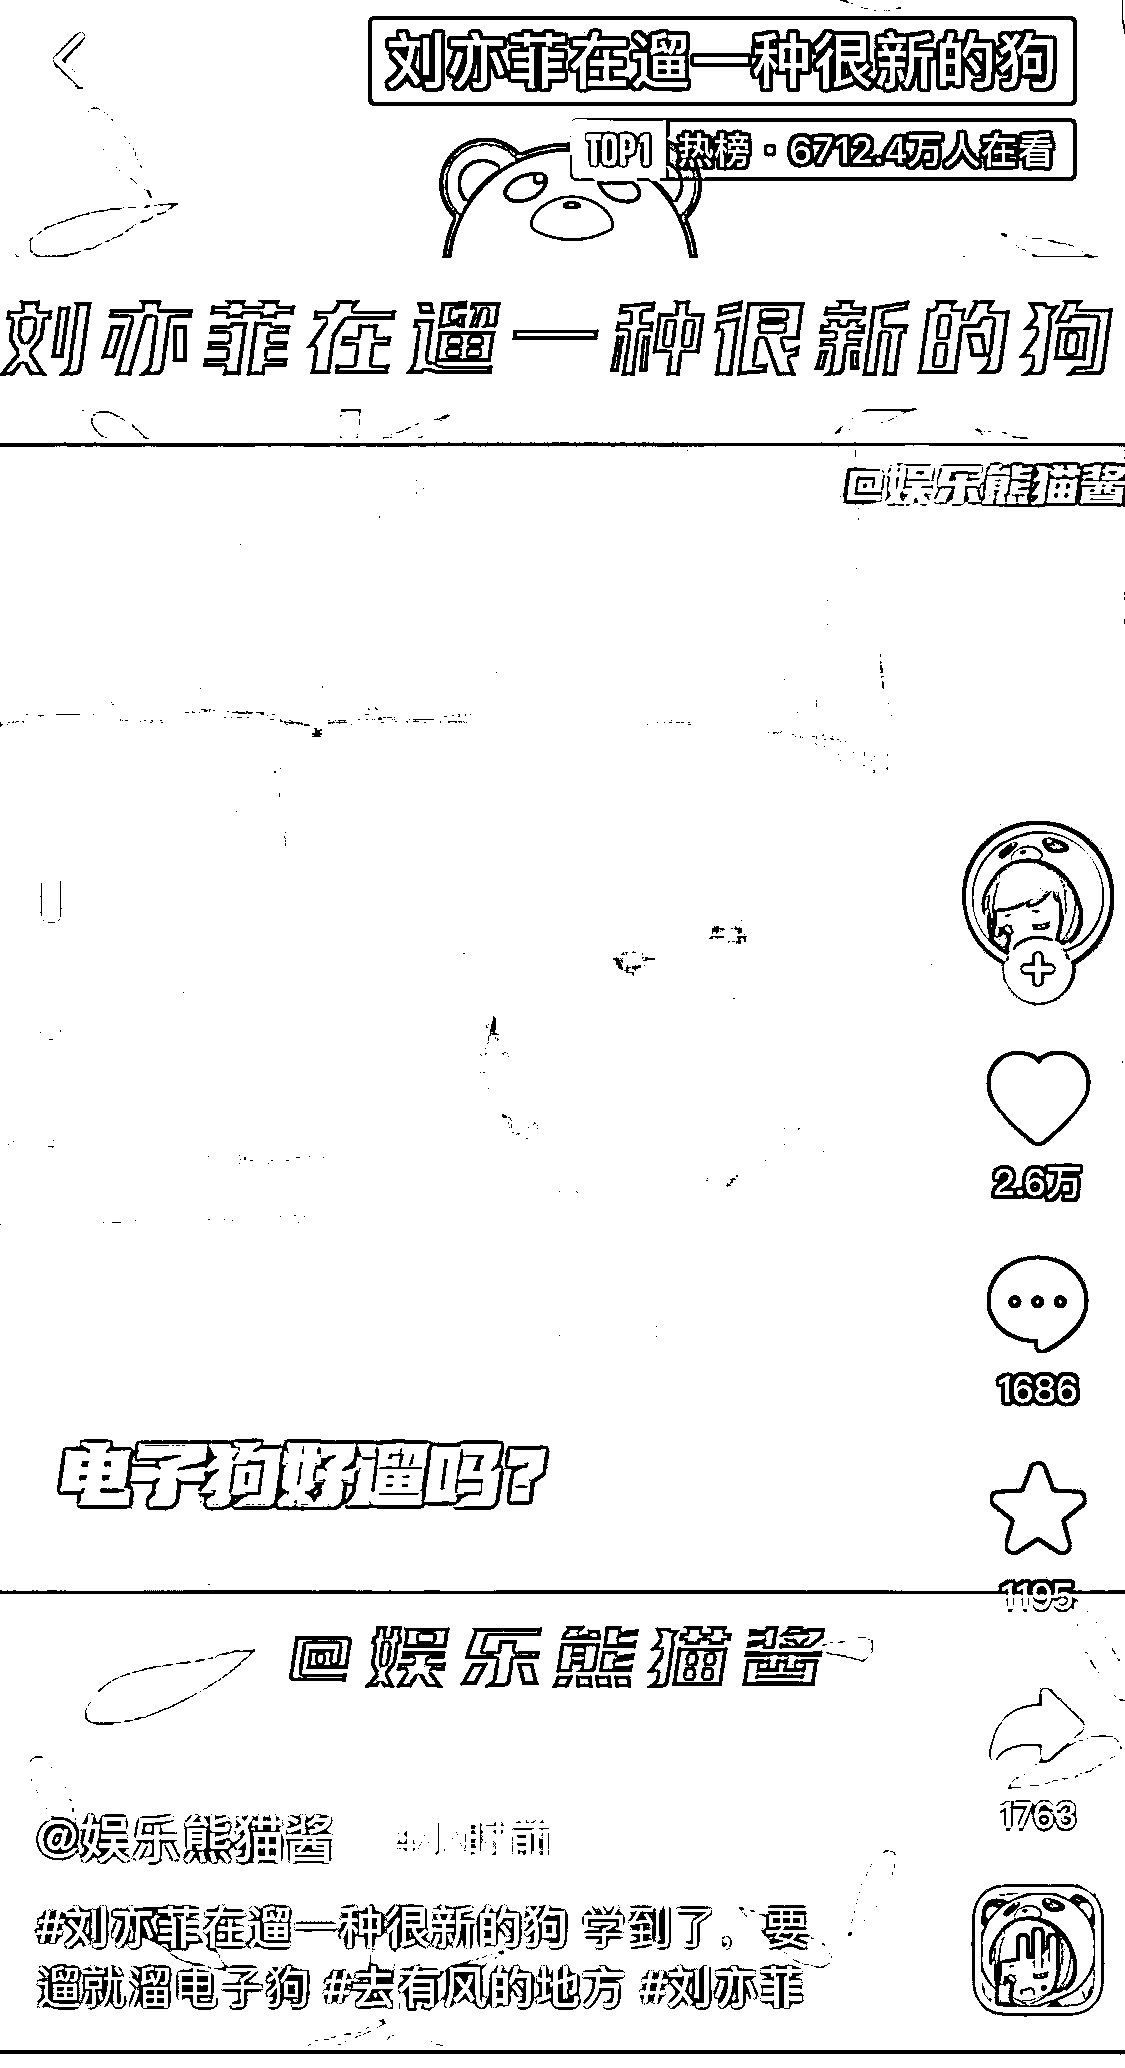 刘亦菲在遛一种很新的狗
TOP1 热榜·6712.4万人在看
刘亦菲在遛一种很新的狗
@娱乐熊猫酱
2.6万
1686
电子狗好遛吗?
1195
@娱乐熊猫酱
1763
@娱乐熊猫酱 4小时前
#刘亦菲在遛一种很新的狗 学到了，要
遛就溜电子狗 #去有风的地方 #刘亦菲